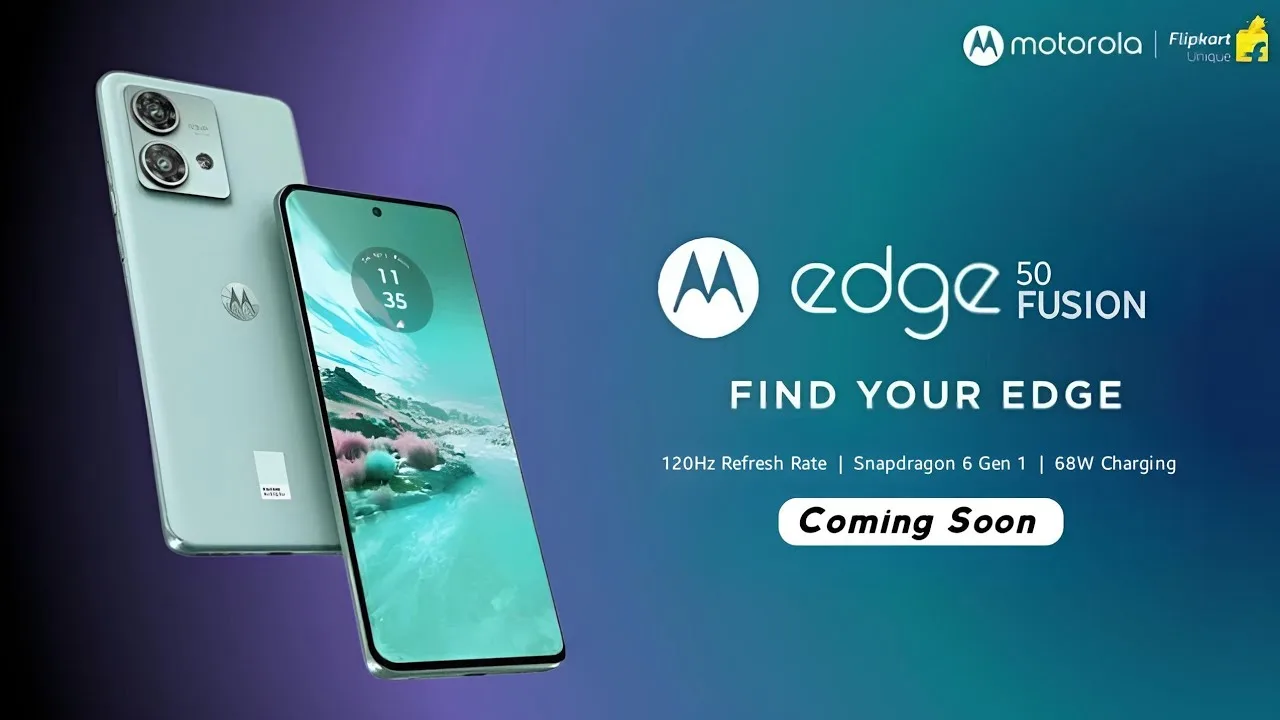 motorola | Flipkart
Unique
11
35
edge 50
FUSION
FIND YOUR EDGE
120Hz Refresh Rate | Snapdragon 6 Gen 1 | 68W Charging
Coming Soon